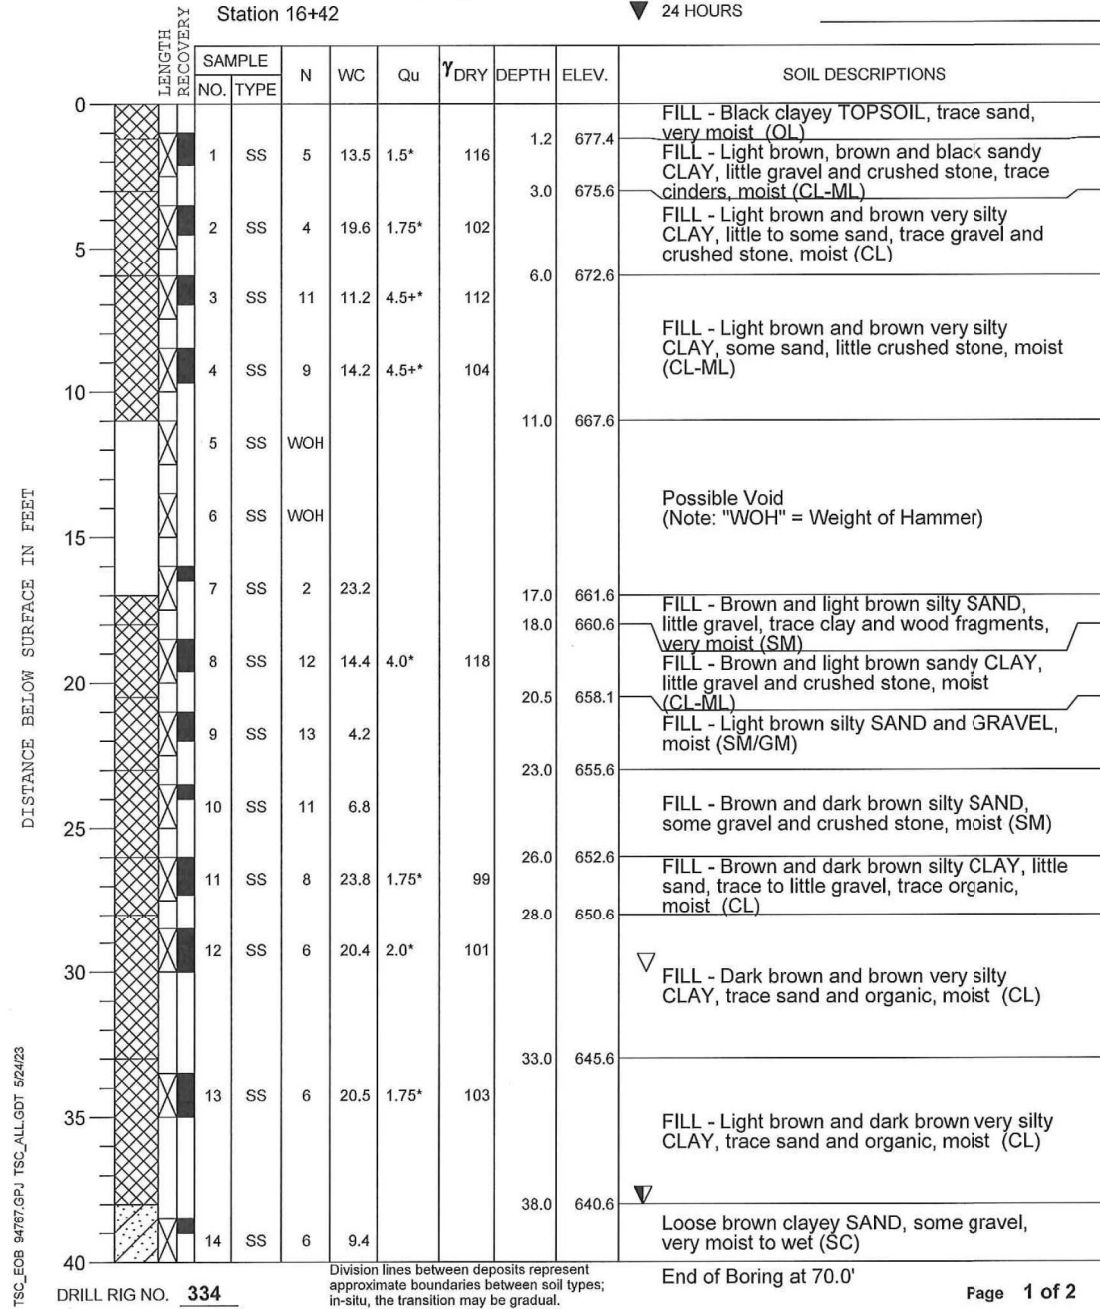 Station 16+42
24 HOURS
LENGTH
RECOVERY
SAMPLE
NO. TYPE N WC Qu γDRY DEPTH ELEV. SOIL DESCRIPTIONS
0
FILL - Black clayey TOPSOIL, trace sand,
very moist (OL)
1.2 677.4
1 SS 5 13.5 1.5* 116
FILL - Light brown, brown and black sandy
CLAY, little gravel and crushed stone, trace
cinders, moist (CL-ML)
3.0 675.6
2 SS 4 19.6 1.75* 102
FILL - Light brown and brown very silty
CLAY, little to some sand, trace gravel and
crushed stone, moist (CL)
5
6.0 672.6
3 SS 11 11.2 4.5+* 112
FILL - Light brown and brown very silty
CLAY, some sand, little crushed stone, moist
(CL-ML)
4 SS 9 14.2 4.5+* 104
10
11.0 667.6
5 SS WOH
Possible Void
(Note: "WOH" = Weight of Hammer)
6 SS WOH
15
7 SS 2 23.2
17.0 661.6
FILL - Brown and light brown silty SAND,
little gravel, trace clay and wood fragments,
very moist (SM)
18.0 660.6
8 SS 12 14.4 4.0* 118
FILL - Brown and light brown sandy CLAY,
little gravel and crushed stone, moist
(CL-ML)
20
20.5 658.1
9 SS 13 4.2
FILL - Light brown silty SAND and GRAVEL,
moist (SM/GM)
23.0 655.6
10 SS 11 6.8
FILL - Brown and dark brown silty SAND,
some gravel and crushed stone, moist (SM)
25
26.0 652.6
11 SS 8 23.8 1.75* 99
FILL - Brown and dark brown silty CLAY, little
sand, trace to little gravel, trace organic,
moist (CL)
28.0 650.6
12 SS 6 20.4 2.0* 101
30
FILL - Dark brown and brown very silty
CLAY, trace sand and organic, moist (CL)
33.0 645.6
13 SS 6 20.5 1.75* 103
35
FILL - Light brown and dark brown very silty
CLAY, trace sand and organic, moist (CL)
38.0 640.6
14 SS 6 9.4
Loose brown clayey SAND, some gravel,
very moist to wet (SC)
40
DISTANCE BELOW SURFACE IN FEET
TSC_EOB 94767.GPJ TSC_ALL.GDT 5/24/23
DRILL RIG NO. 334
Division lines between deposits represent
approximate boundaries between soil types;
in-situ, the transition may be gradual.
End of Boring at 70.0'
Page 1 of 2